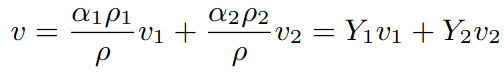 v = \frac{\alpha_1 \rho_1}{\rho} v_1 + \frac{\alpha_2 \rho_2}{\rho} v_2 = Y_1 v_1 + Y_2 v_2